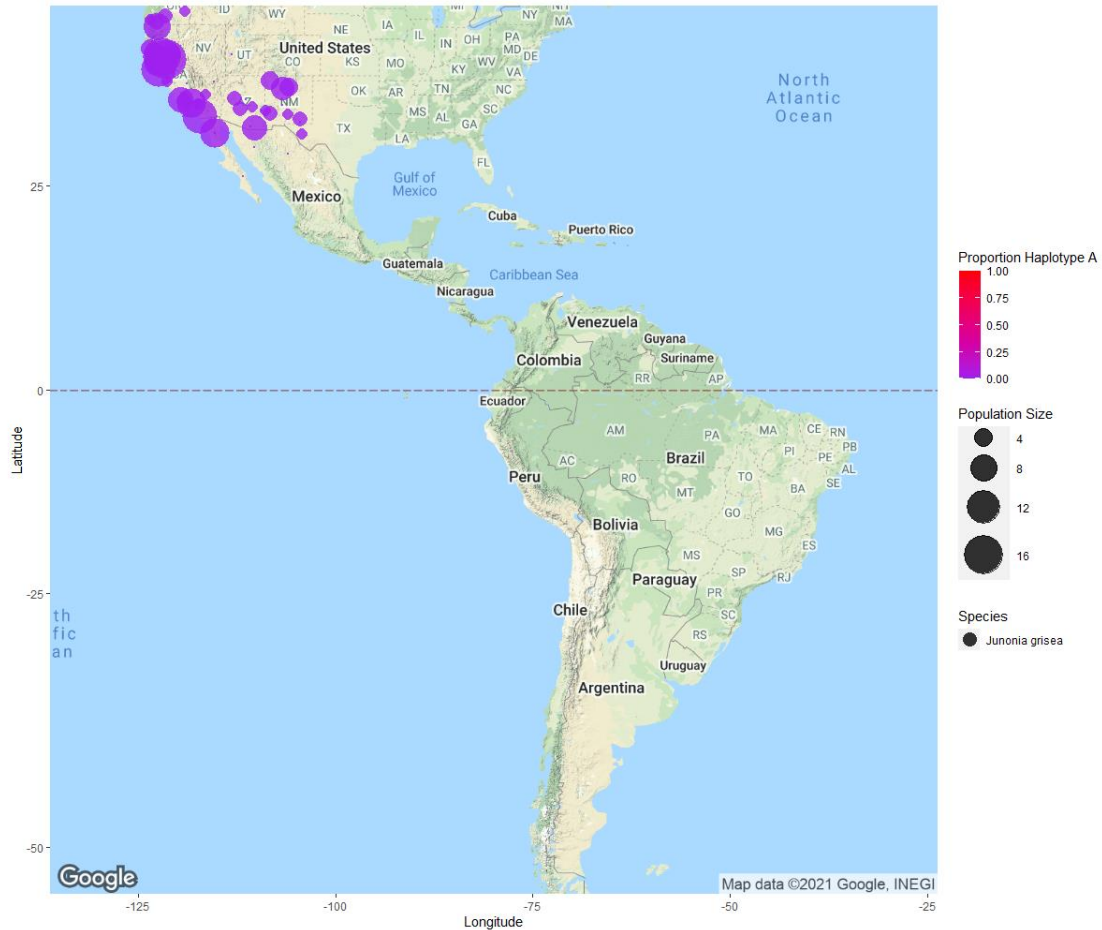 OR
ID
WY
MI
NY
NH
MA
NE
IA
IL
IN
OH
PA
MD
DE
NV
UT
CO
United States
KS
MO
KY
WV
VA
CA
OK
AR
TN
NC
NM
MS
AL
GA
SC
TX
LA
FL
North
Atlantic
Ocean
25
Gulf of
Mexico
Mexico
Cuba
Puerto Rico
Guatemala
Caribbean Sea
Nicaragua
Venezuela
Guyana
Colombia
Suriname
RR
AP
0
Ecuador
AM
PA
MA
CE
RN
PB
Brazil
PI
PE
AL
AC
Peru
RO
TO
SE
MT
BA
Bolivia
GO
MG
MS
ES
SP
RJ
Paraguay
PR
-25
Chile
SC
th
fic
an
RS
Uruguay
Argentina
-50
Google
Map data ©2021 Google, INEGI
-125
-100
-75
-50
-25
Longitude
Latitude
Proportion Haplotype A
1.00
0.75
0.50
0.25
0.00
Population Size
4
8
12
16
Species
Junonia grisea